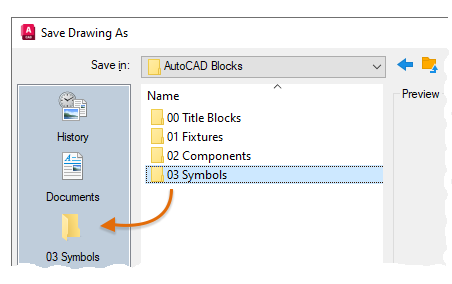 Save Drawing As
Save in: AutoCAD Blocks
Name
Preview
00 Title Blocks
01 Fixtures
02 Components
03 Symbols
History
Documents
03 Symbols